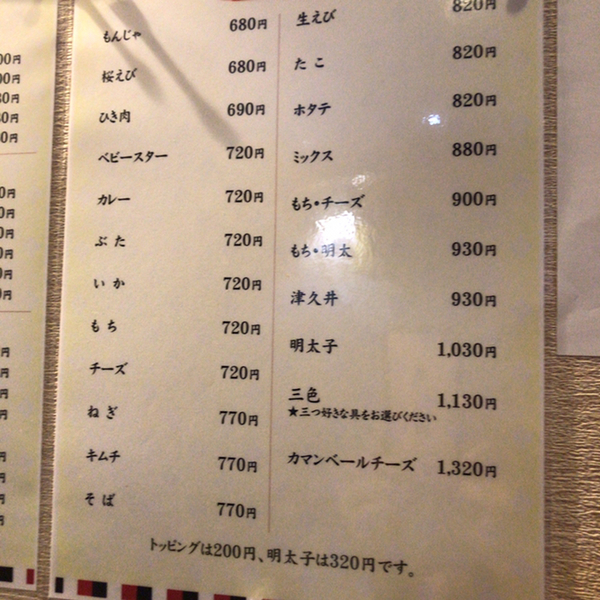 もんじゃ 680円
桜えび 680円
ひき肉 690円
ベビースター 720円
カレー 720円
ぶた 720円
いか 720円
もち 720円
チーズ 720円
ねぎ 770円
キムチ 770円
そば 770円
生えび 820円
たこ 820円
ホタテ 820円
ミックス 880円
もち・チーズ 900円
もち・明太 930円
津久井 930円
明太子 1,030円
三色 1,130円
★三つ好きな具をお選びください
カマンベールチーズ 1,320円
トッピングは200円、明太子は320円です。